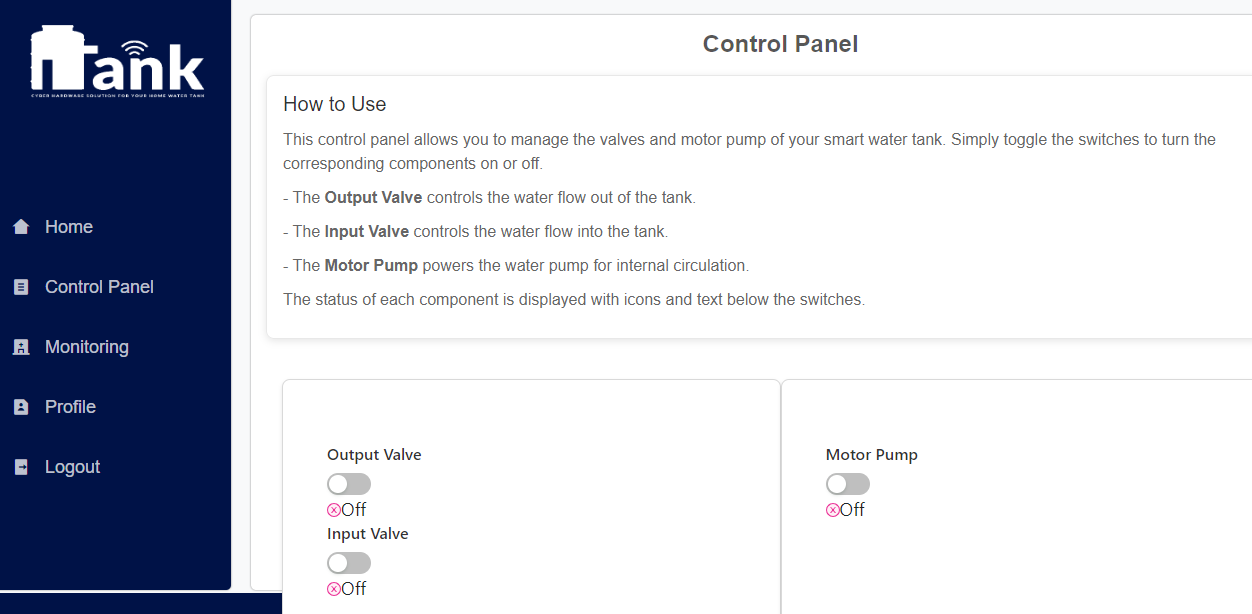 Tank
CYBER HARDWARE SOLUTION FOR YOUR HOME WATER TANK
Home
Control Panel
Monitoring
Profile
Logout
Control Panel
How to Use
This control panel allows you to manage the valves and motor pump of your smart water tank. Simply toggle the switches to turn the
corresponding components on or off.
- The Output Valve controls the water flow out of the tank.
- The Input Valve controls the water flow into the tank.
- The Motor Pump powers the water pump for internal circulation.
The status of each component is displayed with icons and text below the switches.
Output Valve
Off
Input Valve
Off
Motor Pump
Off